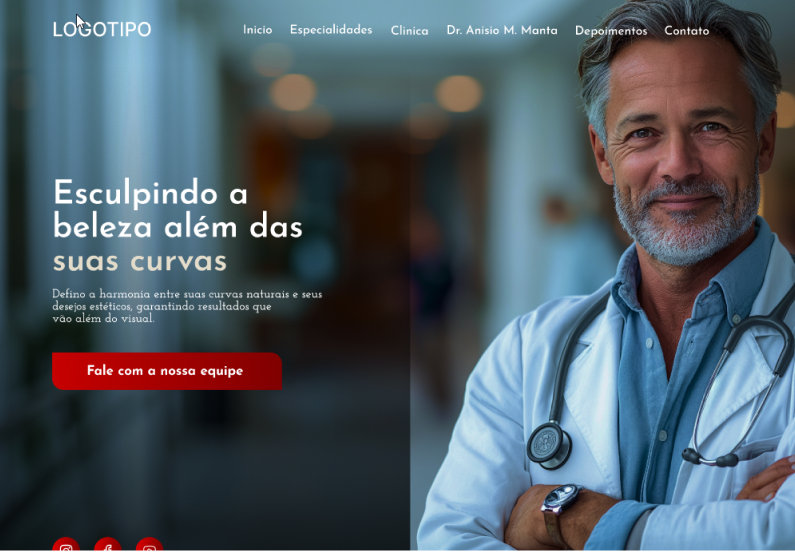 LOGOTIPO
Inicio Especialidades Clinica Dr. Anisio M. Manta Depoimentos Contato
Esculpindo a
beleza além das
suas curvas
Defino a harmonia entre suas curvas naturais e seus
desejos estéticos, garantindo resultados que
vão além do visual.
Fale com a nossa equipe